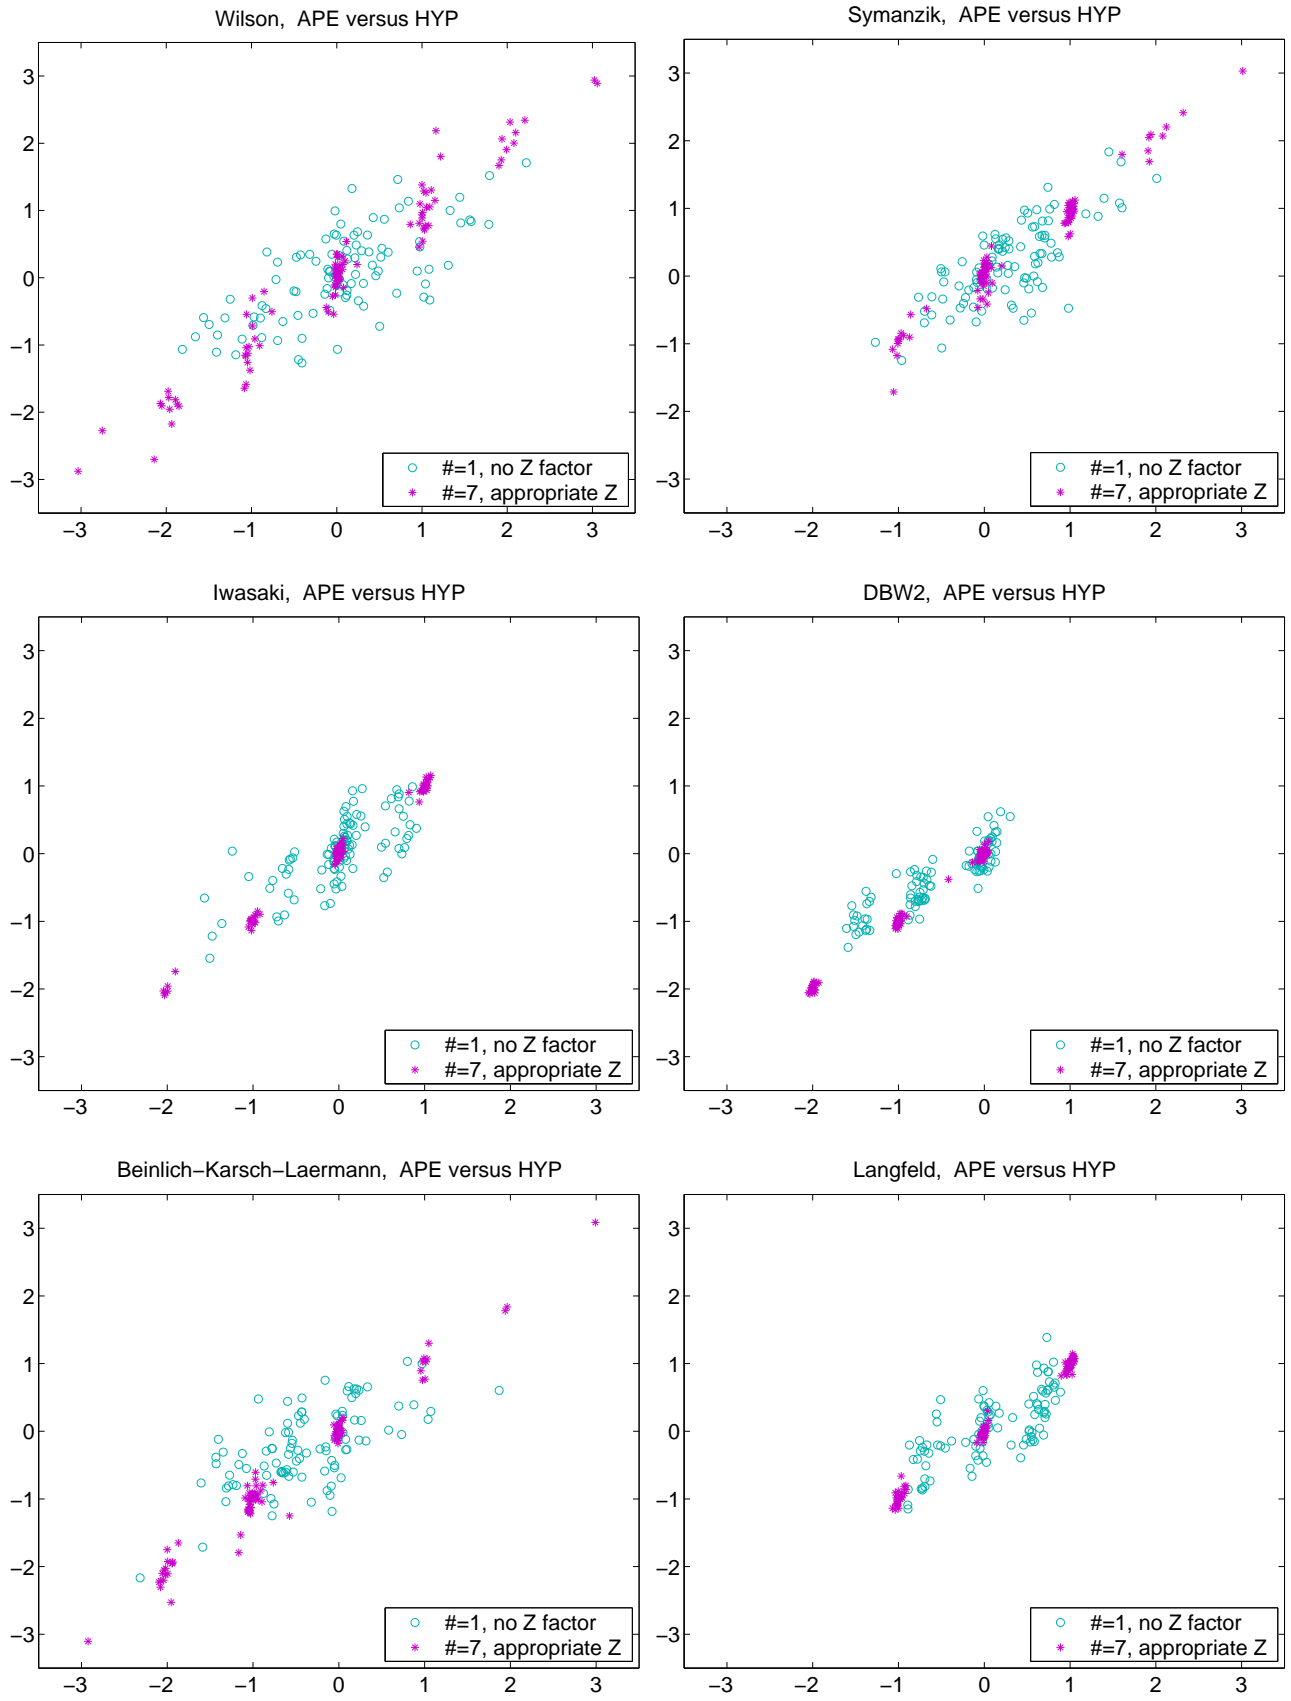 Wilson,  APE versus HYP
3
2
1
0
−1
−2
−3
−3 −2 −1 0 1 2 3
#=1, no Z factor
#=7, appropriate Z
Symanzik,  APE versus HYP
3
2
1
0
−1
−2
−3
−3 −2 −1 0 1 2 3
#=1, no Z factor
#=7, appropriate Z
Iwasaki,  APE versus HYP
3
2
1
0
−1
−2
−3
−3 −2 −1 0 1 2 3
#=1, no Z factor
#=7, appropriate Z
DBW2,  APE versus HYP
3
2
1
0
−1
−2
−3
−3 −2 −1 0 1 2 3
#=1, no Z factor
#=7, appropriate Z
Beinlich−Karsch−Laermann,  APE versus HYP
3
2
1
0
−1
−2
−3
−3 −2 −1 0 1 2 3
#=1, no Z factor
#=7, appropriate Z
Langfeld,  APE versus HYP
3
2
1
0
−1
−2
−3
−3 −2 −1 0 1 2 3
#=1, no Z factor
#=7, appropriate Z